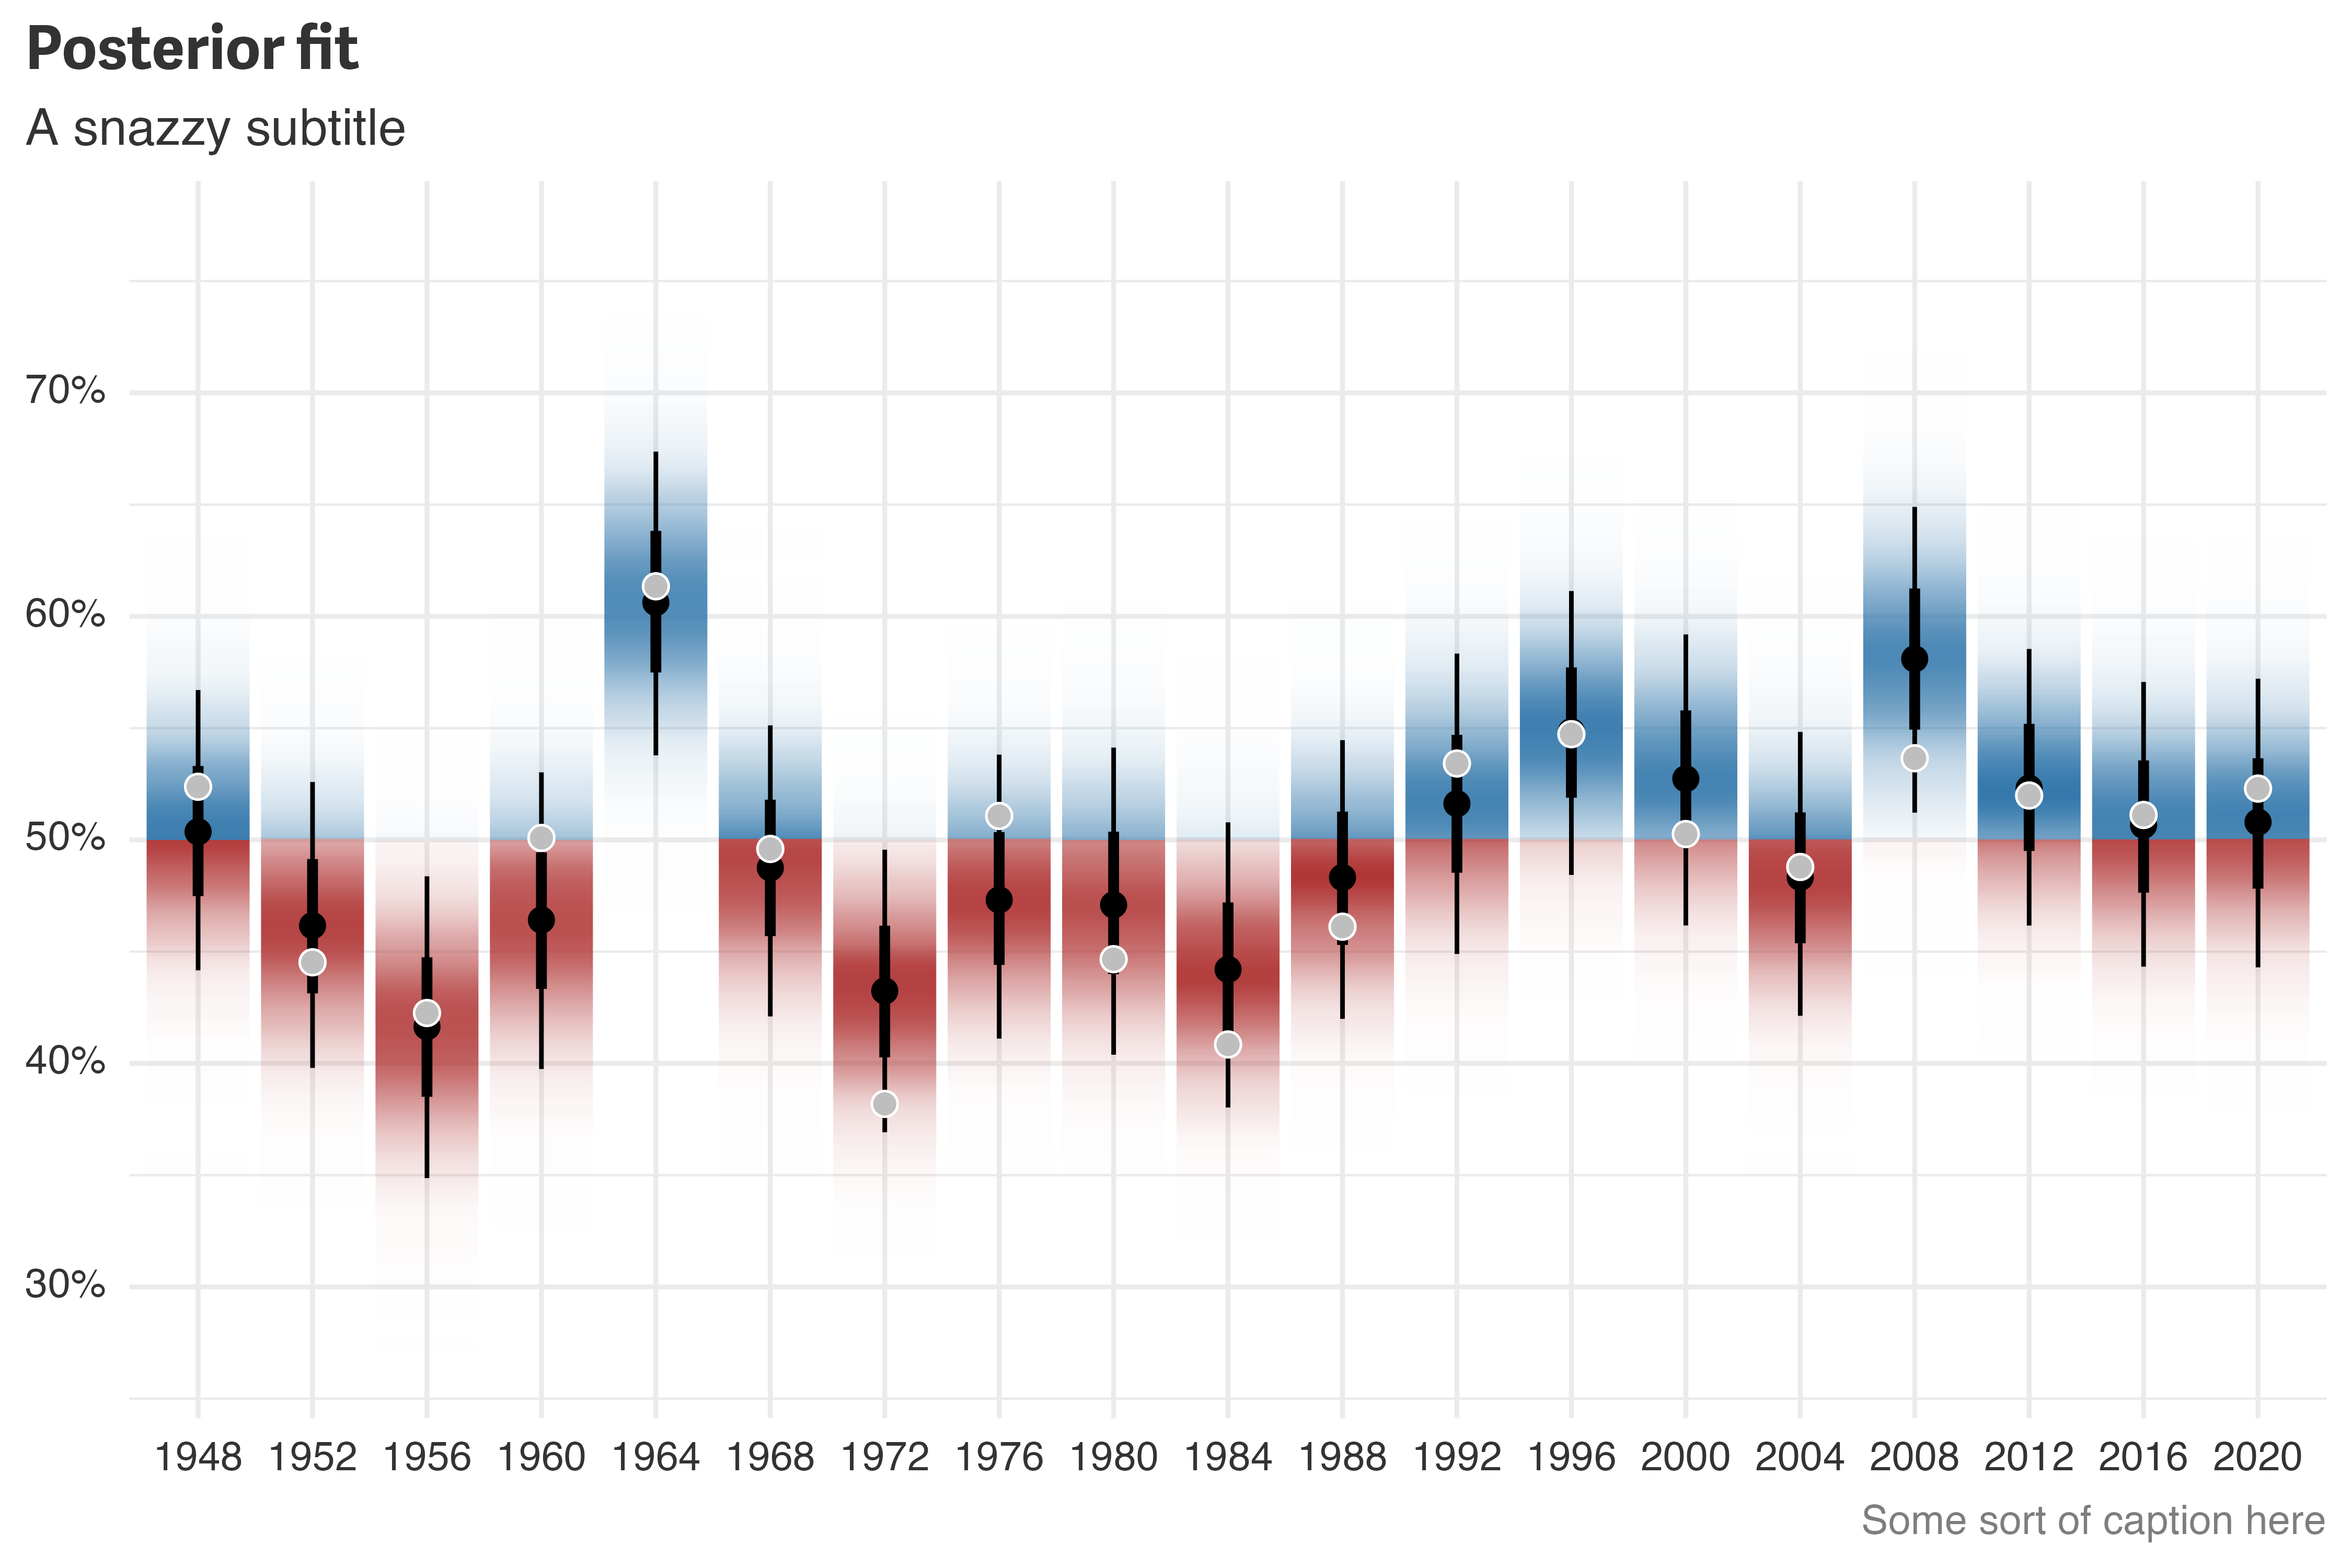 Posterior fit
A snazzy subtitle
70%
60%
50%
40%
30%
1948 1952 1956 1960 1964 1968 1972 1976 1980 1984 1988 1992 1996 2000 2004 2008 2012 2016 2020
Some sort of caption here